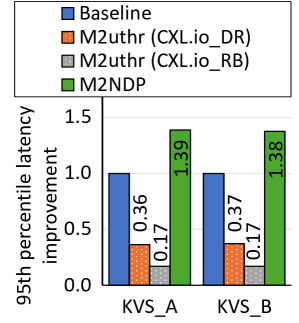 Baseline
M2uthr (CXL.io_DR)
M2uthr (CXL.io_RB)
M2NDP
95th percentile latency
improvement
1.5
1.0
0.5
0.0
0.36
0.17
1.39
0.37
0.17
1.38
KVS_A
KVS_B